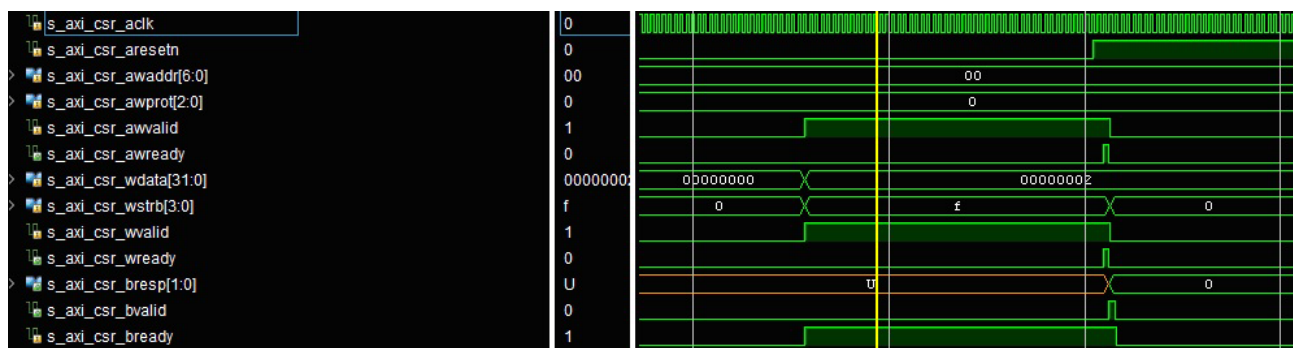 s_axi_csr_aclk 0
s_axi_csr_aresetn 0
s_axi_csr_awaddr[6:0] 00 00
s_axi_csr_awprot[2:0] 0 0
s_axi_csr_awvalid 1
s_axi_csr_awready 0
s_axi_csr_wdata[31:0] 00000002 00000000 00000002
s_axi_csr_wstrb[3:0] f 0 f 0
s_axi_csr_wvalid 1
s_axi_csr_wready 0
s_axi_csr_bresp[1:0] U U 0
s_axi_csr_bvalid 0
s_axi_csr_bready 1